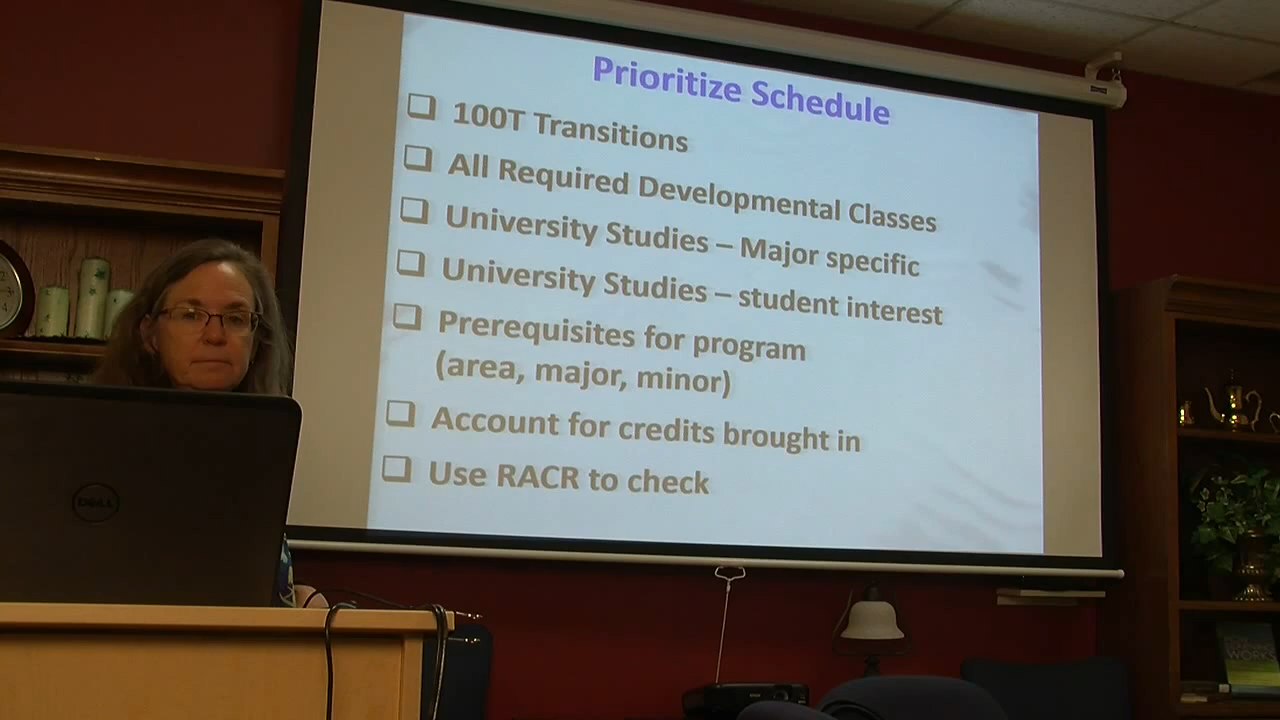 Prioritize Schedule
❑ 100T Transitions
❑ All Required Developmental Classes
❑ University Studies – Major specific
❑ University Studies – student interest
❑ Prerequisites for program
(area, major, minor)
❑ Account for credits brought in
❑ Use RACR to check
DELL